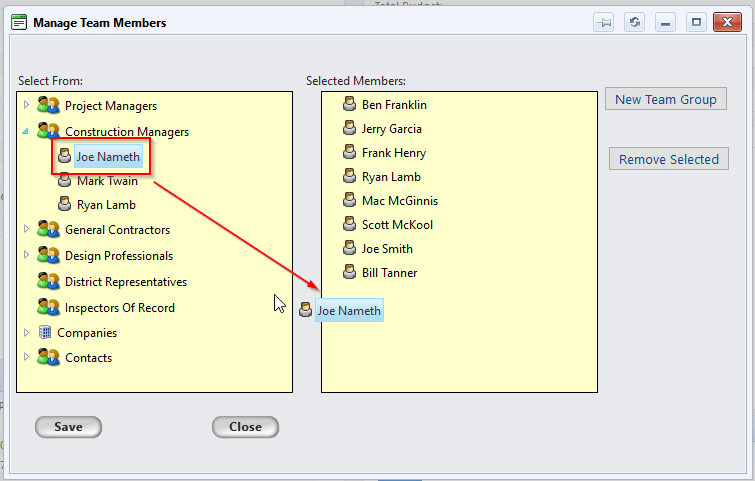 Total Budget:
Manage Team Members
Select From:
Selected Members:
Project Managers
Construction Managers
Joe Nameth
Mark Twain
Ryan Lamb
General Contractors
Design Professionals
District Representatives
Inspectors Of Record
Companies
Contacts
Ben Franklin
Jerry Garcia
Frank Henry
Ryan Lamb
Mac McGinnis
Scott McKool
Joe Smith
Bill Tanner
Joe Nameth
New Team Group
Remove Selected
Save
Close